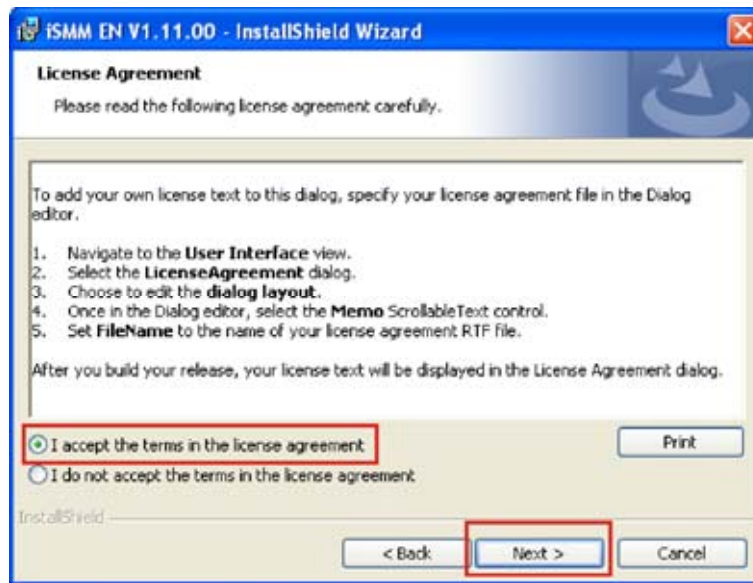 iSMM EN V1.11.00 - InstallShield Wizard
License Agreement
Please read the following license agreement carefully.
To add your own license text to this dialog, specify your license agreement file in the Dialog
editor.
1. Navigate to the User Interface view.
2. Select the LicenseAgreement dialog.
3. Choose to edit the dialog layout.
4. Once in the Dialog editor, select the Memo ScrollableText control.
5. Set FileName to the name of your license agreement RTF file.
After you build your release, your license text will be displayed in the License Agreement dialog.
I accept the terms in the license agreement
Print
I do not accept the terms in the license agreement
InstallShield
< Back
Next >
Cancel